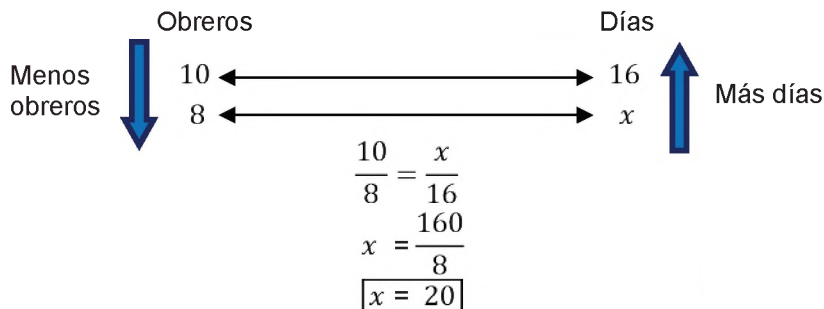 Obreros Días
Menos obreros
10 16
8 x
Más días
10/8 = x/16
x = 160/8
x = 20